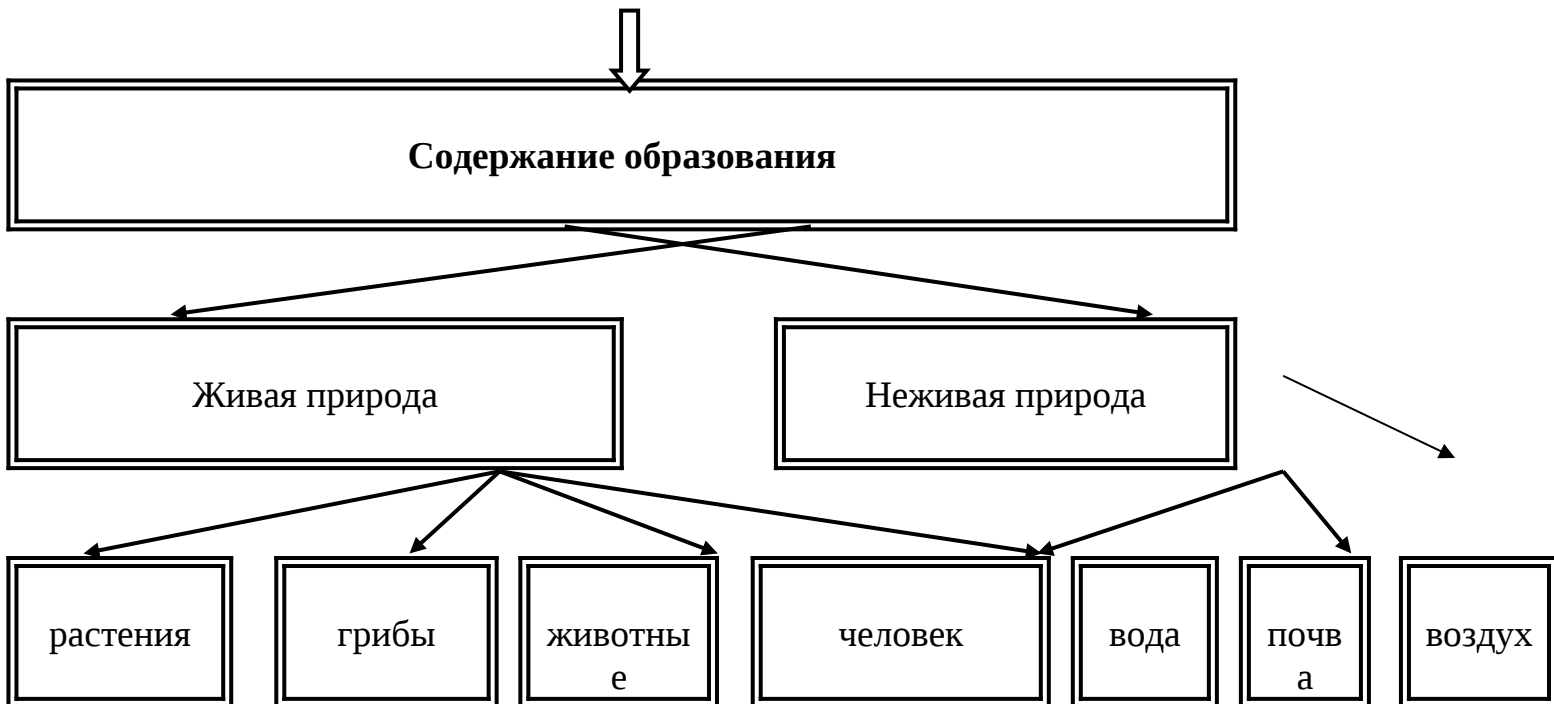 Содержание образования
Живая природа
Неживая природа
растения
грибы
животны
е
человек
вода
почв
а
воздух